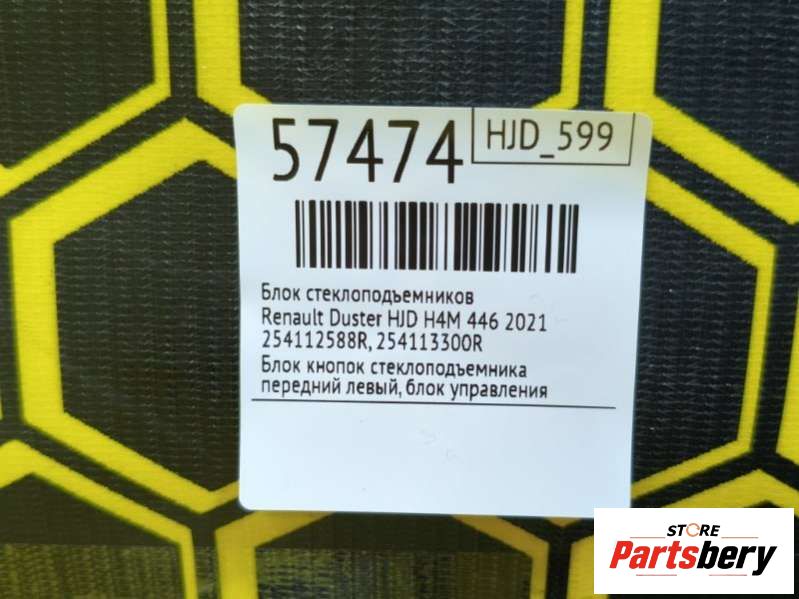 57474
HJD_599
Блок стеклоподъемников
Renault Duster HJD H4M 446 2021
254112588R, 254113300R
Блок кнопок стеклоподъемника
передний левый, блок управления
STORE
Partsbery